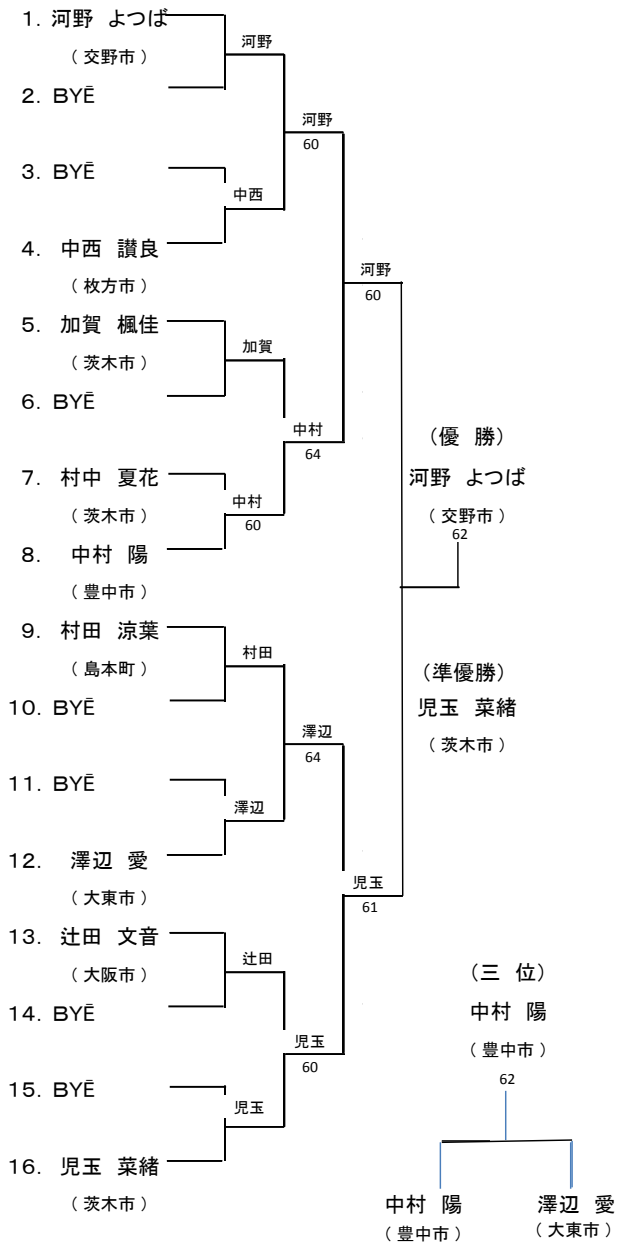 1. 河野 よつば
（ 交野市 ）
2. BYĒ
3. BYĒ
4. 中西 讃良
（ 枚方市 ）
5. 加賀 楓佳
（ 茨木市 ）
6. BYĒ
7. 村中 夏花
（ 茨木市 ）
8. 中村 陽
（ 豊中市 ）
9. 村田 涼葉
（ 島本町 ）
10. BYĒ
11. BYĒ
12. 澤辺 愛
（ 大東市 ）
13. 辻田 文音
（ 大阪市 ）
14. BYĒ
15. BYĒ
16. 児玉 菜緒
（ 茨木市 ）
河野
中西
加賀
中村
60
村田
澤辺
辻田
児玉
河野
60
中村
64
澤辺
64
児玉
60
河野
60
児玉
61
（優 勝）
河野 よつば
（ 交野市 ）
62
（準優勝）
児玉 菜緒
（ 茨木市 ）
（三 位）
中村 陽
（ 豊中市 ）
62
中村 陽
（ 豊中市 ）
澤辺 愛
（ 大東市 ）